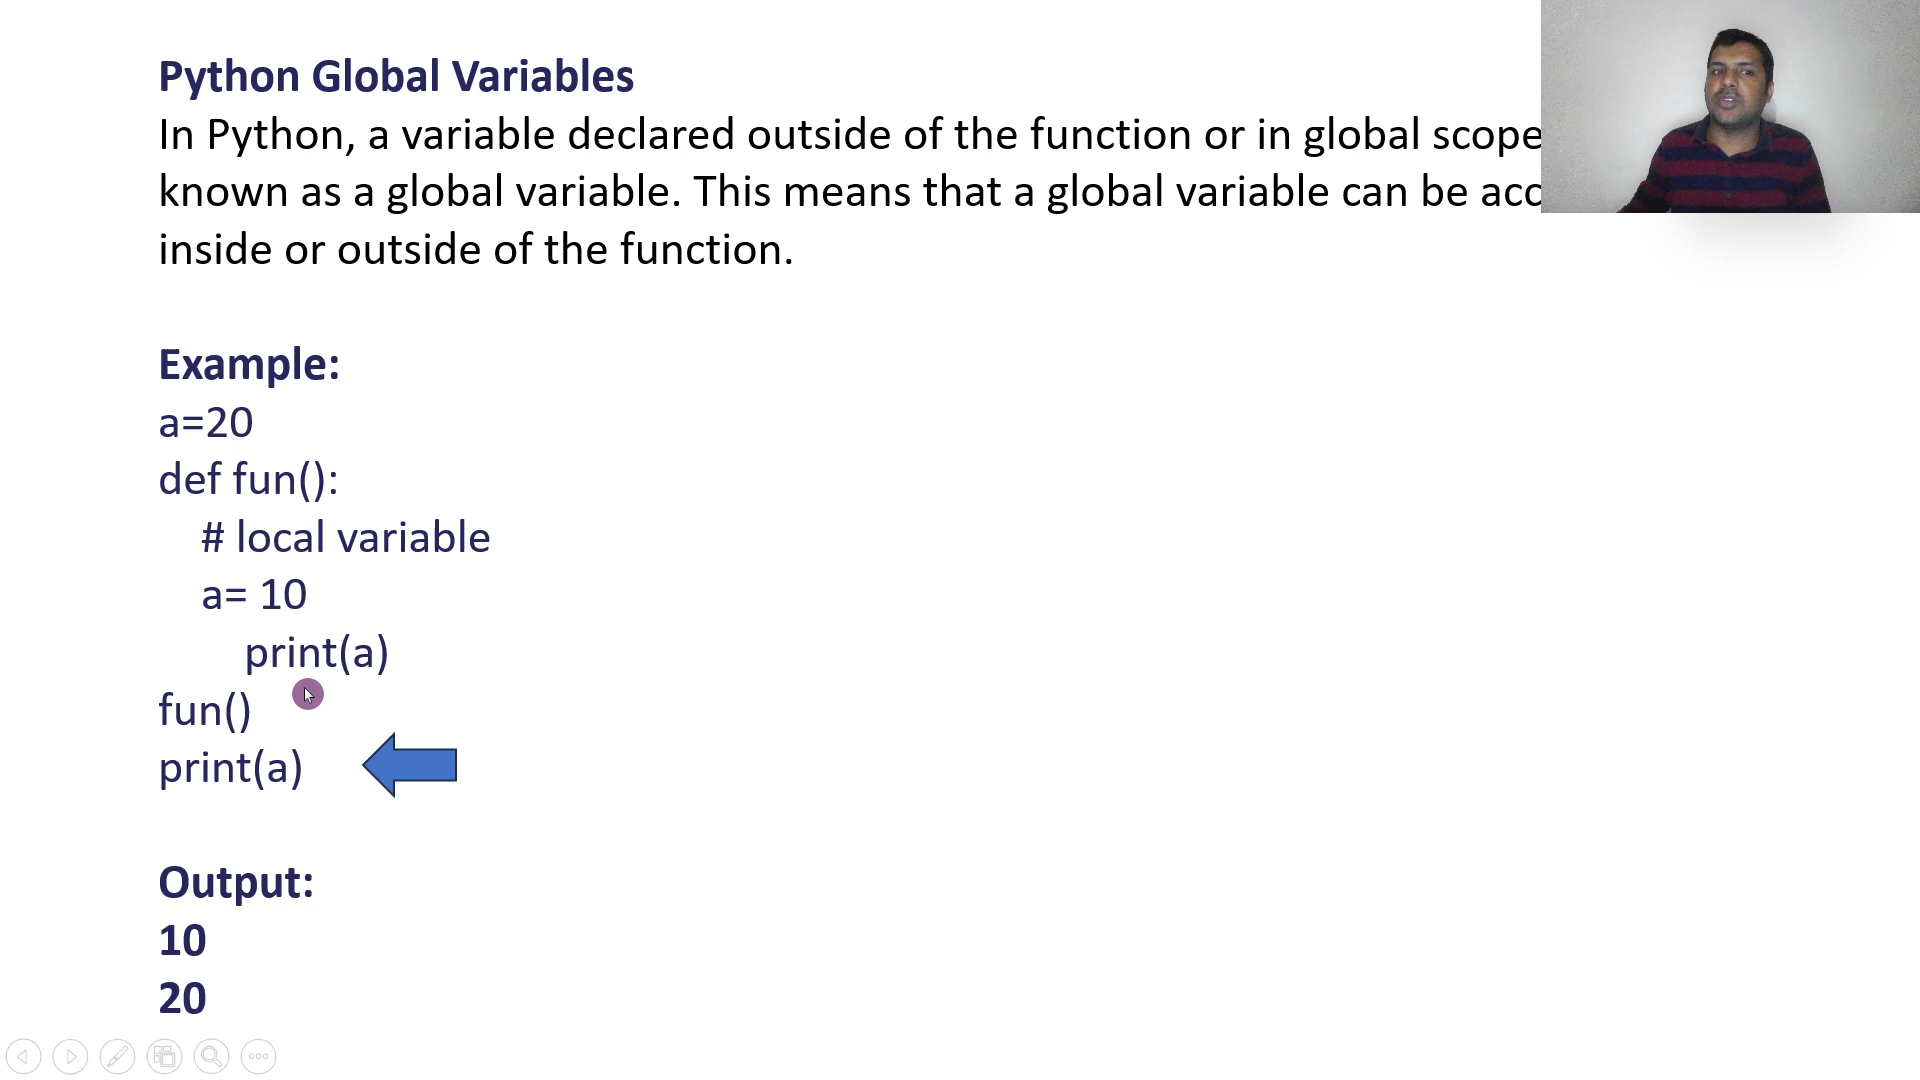 Python Global Variables
In Python, a variable declared outside of the function or in global scope
known as a global variable. This means that a global variable can be
inside or outside of the function.
Example:
a=20
def fun():
# local variable
a= 10
print(a)
fun()
print(a)
Output:
10
20